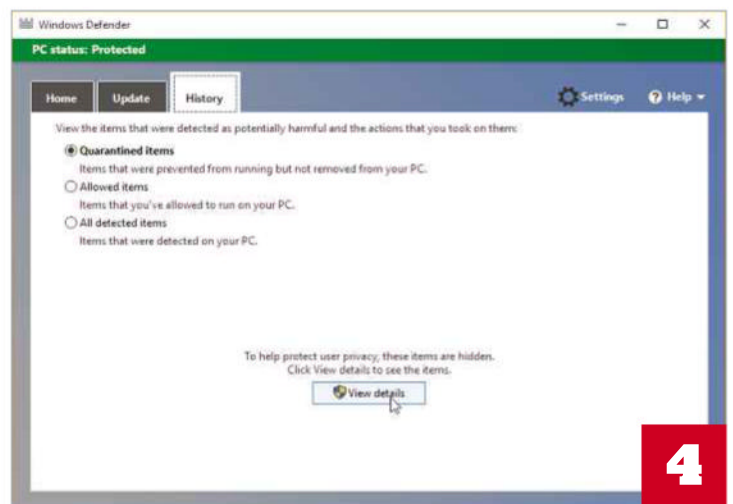 Windows Defender
PC status: Protected
Home Update History Settings Help
View the items that were detected as potentially harmful and the actions that you took on them:
Quarantined items
Items that were prevented from running but not removed from your PC.
Allowed items
Items that you've allowed to run on your PC.
All detected items
Items that were detected on your PC.
To help protect user privacy, these items are hidden.
Click View details to see the items.
View details
4